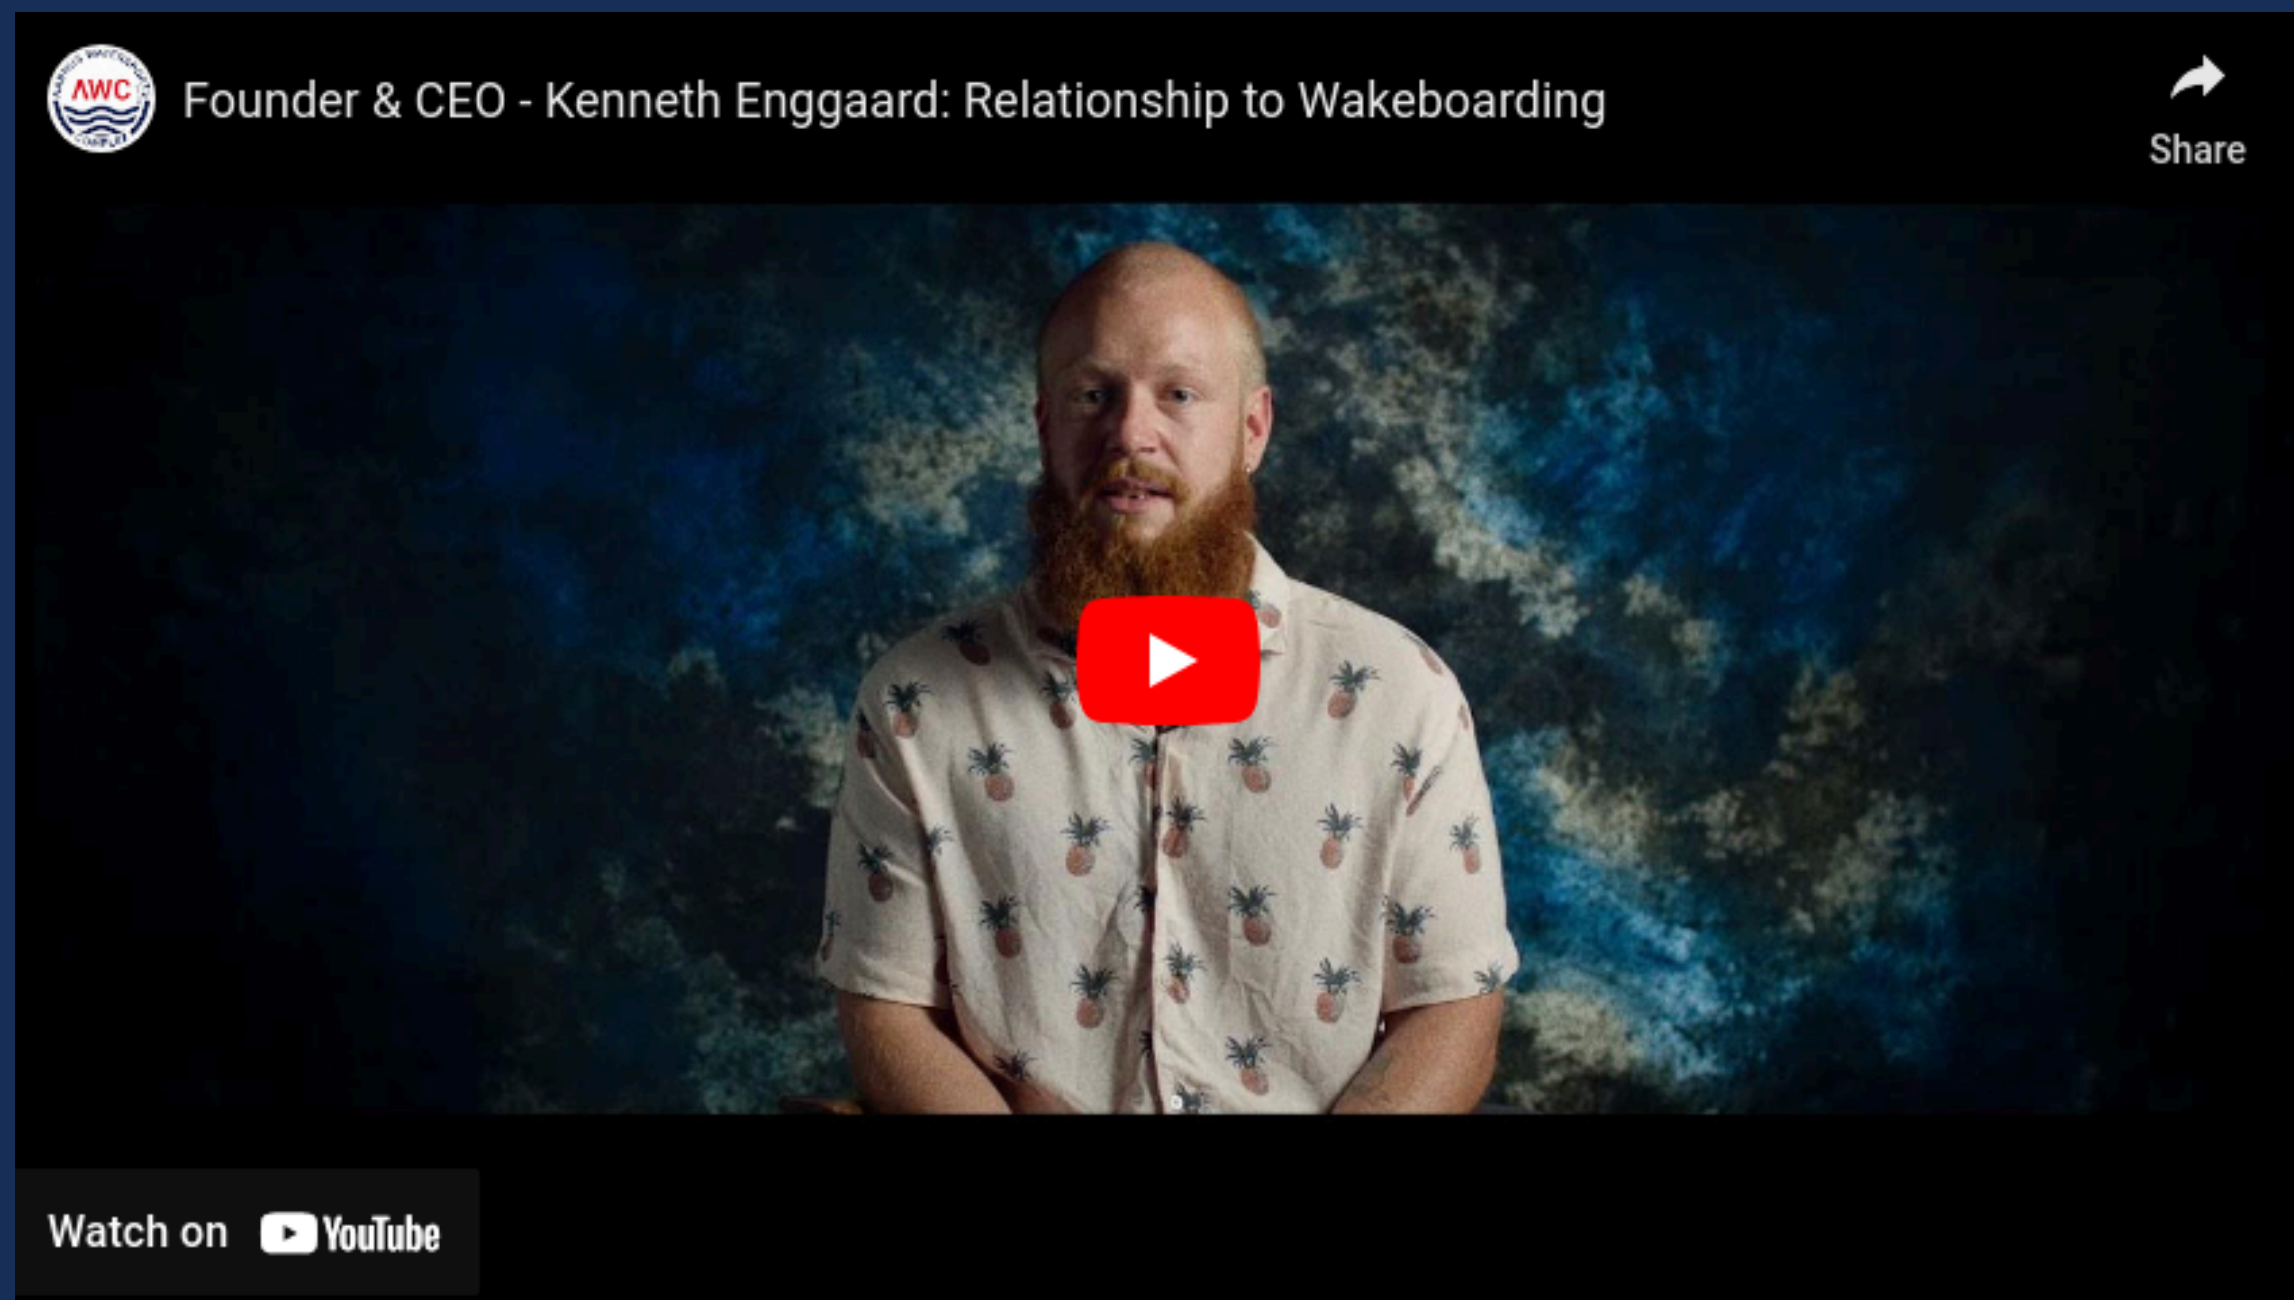 AWC
Founder & CEO - Kenneth Enggaard: Relationship to Wakeboarding
Share
Watch on YouTube